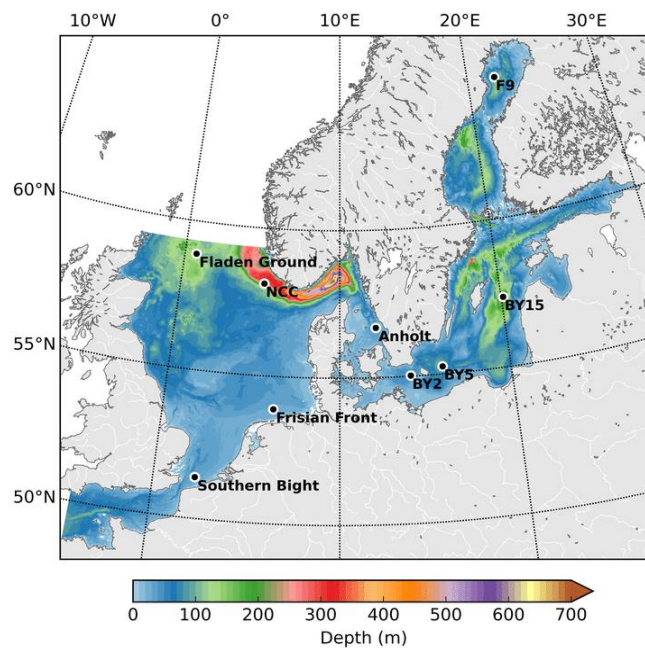 10°W 0° 10°E 20°E 30°E
F9
60°N
Fladen Ground
NCC
BY15
Anholt
55°N
BY5
BY2
Frisian Front
Southern Bight
50°N
0 100 200 300 400 500 600 700
Depth (m)